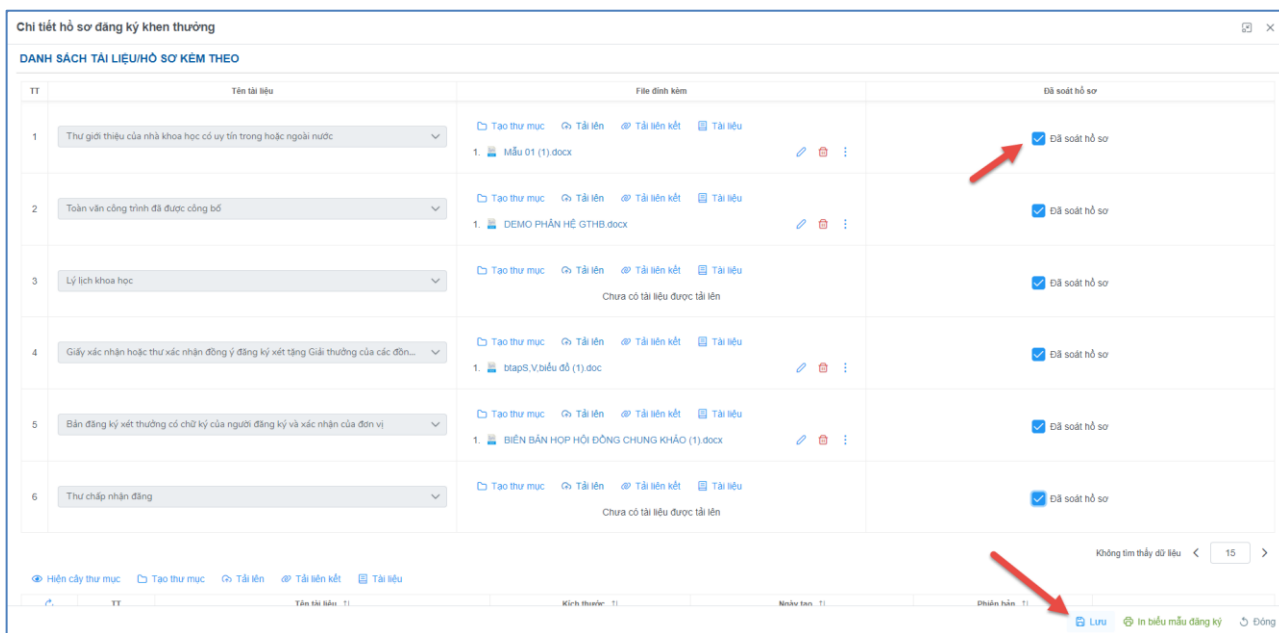 Chi tiết hồ sơ đăng ký khen thưởng
DANH SÁCH TÀI LIỆU/HỒ SƠ KÈM THEO
TT Tên tài liệu File đính kèm Đã soát hồ sơ
1 Thư giới thiệu của nhà khoa học có uy tín trong hoặc ngoài nước
Tạo thư mục Tải lên Tải liên kết Tài liệu
1. Mẫu 01 (1).docx
Đã soát hồ sơ
2 Toàn văn công trình đã được công bố
Tạo thư mục Tải lên Tải liên kết Tài liệu
1. DEMO PHÂN HỆ GTHB.docx
Đã soát hồ sơ
3 Lý lịch khoa học
Tạo thư mục Tải lên Tải liên kết Tài liệu
Chưa có tài liệu được tải lên
Đã soát hồ sơ
4 Giấy xác nhận hoặc thư xác nhận đồng ý đăng ký xét tặng Giải thưởng của các đồn...
Tạo thư mục Tải lên Tải liên kết Tài liệu
1. btapS,V,biểu đồ (1).doc
Đã soát hồ sơ
5 Bản đăng ký xét thưởng có chữ ký của người đăng ký và xác nhận của đơn vị
Tạo thư mục Tải lên Tải liên kết Tài liệu
1. BIÊN BẢN HỌP HỘI ĐỒNG CHUNG KHẢO (1).docx
Đã soát hồ sơ
6 Thư chấp nhận đăng
Tạo thư mục Tải lên Tải liên kết Tài liệu
Chưa có tài liệu được tải lên
Đã soát hồ sơ
Không tìm thấy dữ liệu 15
Hiện cây thư mục Tạo thư mục Tải lên Tải liên kết Tài liệu
TT Tên tài liệu Kích thước Ngày tạo Phiên bản
Lưu In biểu mẫu đăng ký Đóng